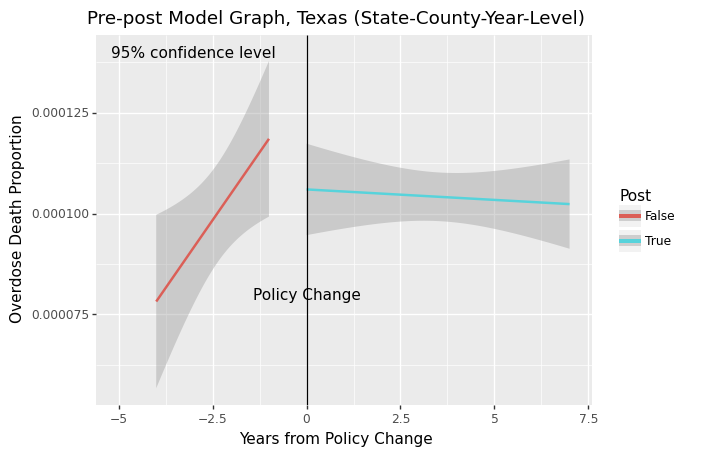 Pre-post Model Graph, Texas (State-County-Year-Level)
95% confidence level
0.000125
0.000100
0.000075
Overdose Death Proportion
Policy Change
−5
−2.5
0
2.5
5
7.5
Years from Policy Change
Post
False
True